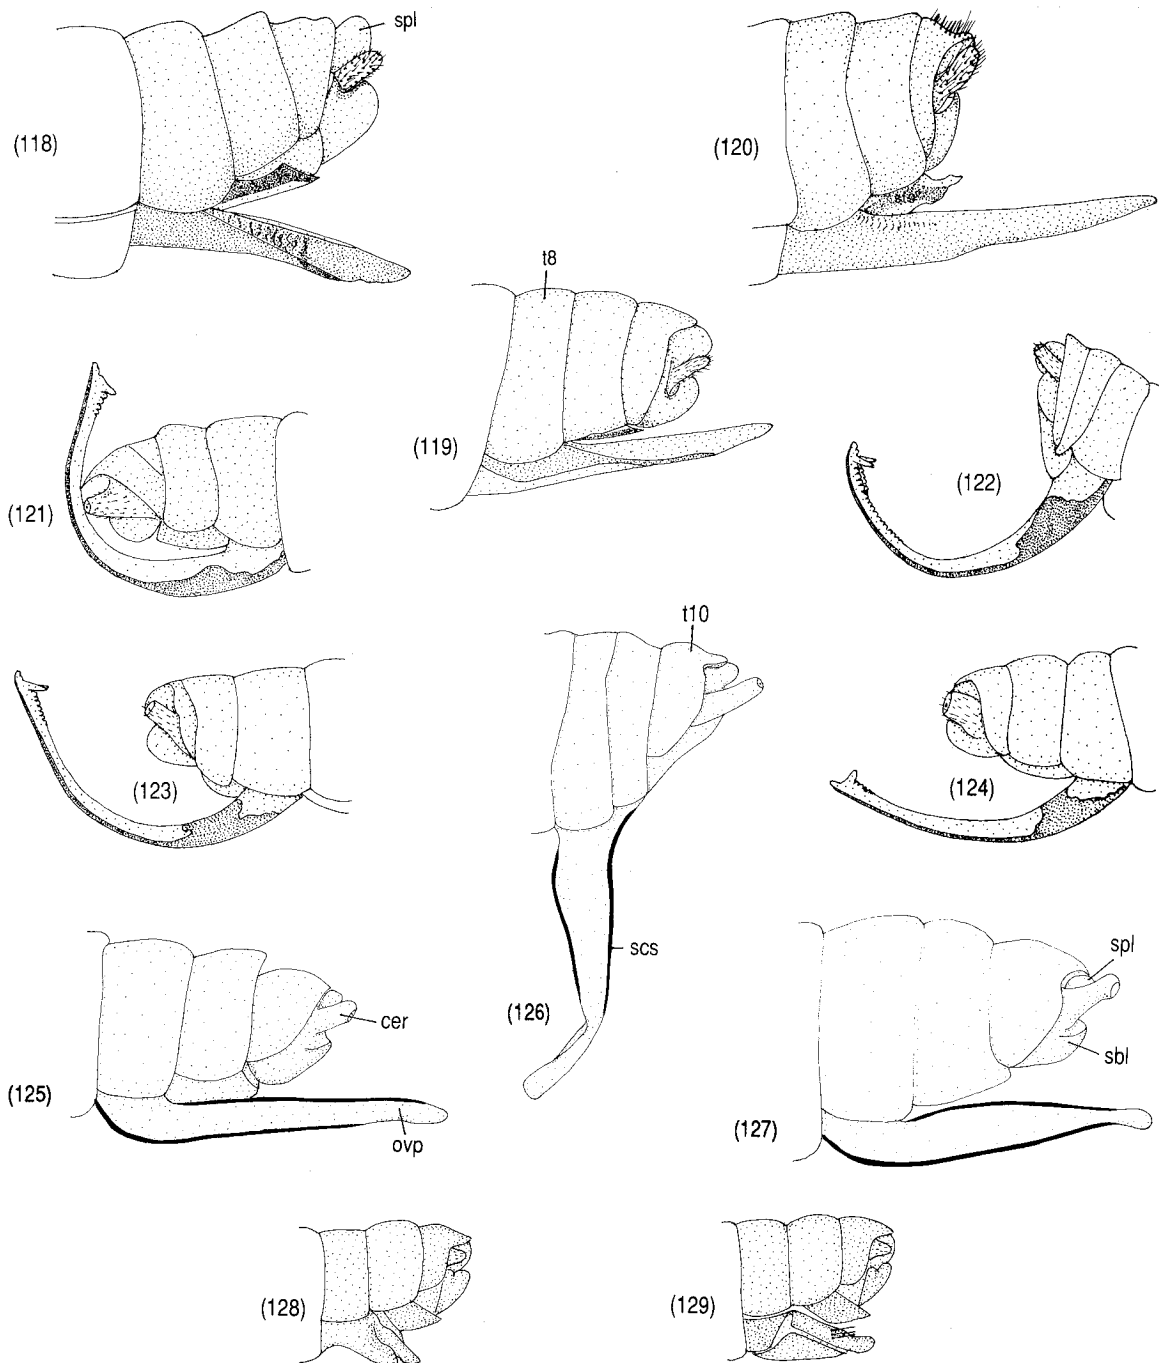 spl
(118)
(120)
t8
(119)
(121)
(122)
t10
(123)
(124)
scs
(126)
cer
(125)
ovp
spl
sbl
(127)
(128)
(129)